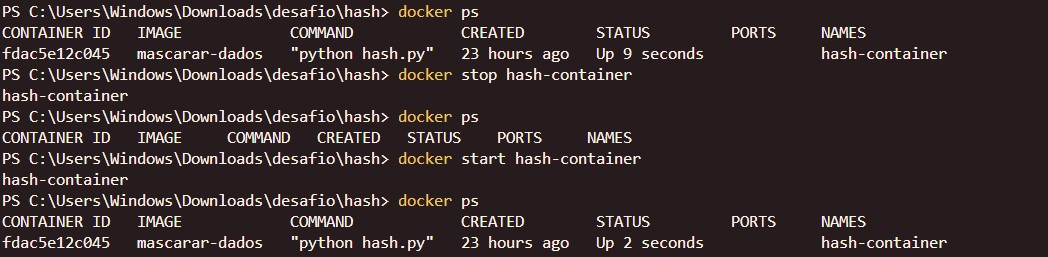 PS C:\Users\Windows\Downloads\desafio\hash> docker ps
CONTAINER ID   IMAGE            COMMAND            CREATED        STATUS         PORTS     NAMES
fdac5e12c045   mascarar-dados   "python hash.py"   23 hours ago   Up 9 seconds             hash-container
PS C:\Users\Windows\Downloads\desafio\hash> docker stop hash-container
hash-container
PS C:\Users\Windows\Downloads\desafio\hash> docker ps
CONTAINER ID   IMAGE     COMMAND   CREATED   STATUS    PORTS     NAMES
PS C:\Users\Windows\Downloads\desafio\hash> docker start hash-container
hash-container
PS C:\Users\Windows\Downloads\desafio\hash> docker ps
CONTAINER ID   IMAGE            COMMAND            CREATED        STATUS         PORTS     NAMES
fdac5e12c045   mascarar-dados   "python hash.py"   23 hours ago   Up 2 seconds             hash-container